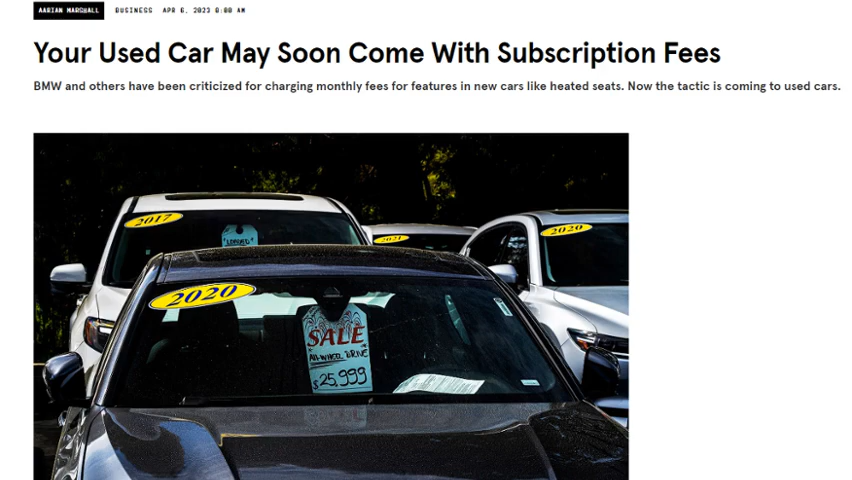 AARIAN MARSHALL BUSINESS APR 6, 2023 8:00 AM
Your Used Car May Soon Come With Subscription Fees
BMW and others have been criticized for charging monthly fees for features in new cars like heated seats. Now the tactic is coming to used cars.
2017
LOADED
2021
2020
2020
SALE
All-WHEEL DRIVE
$25,999